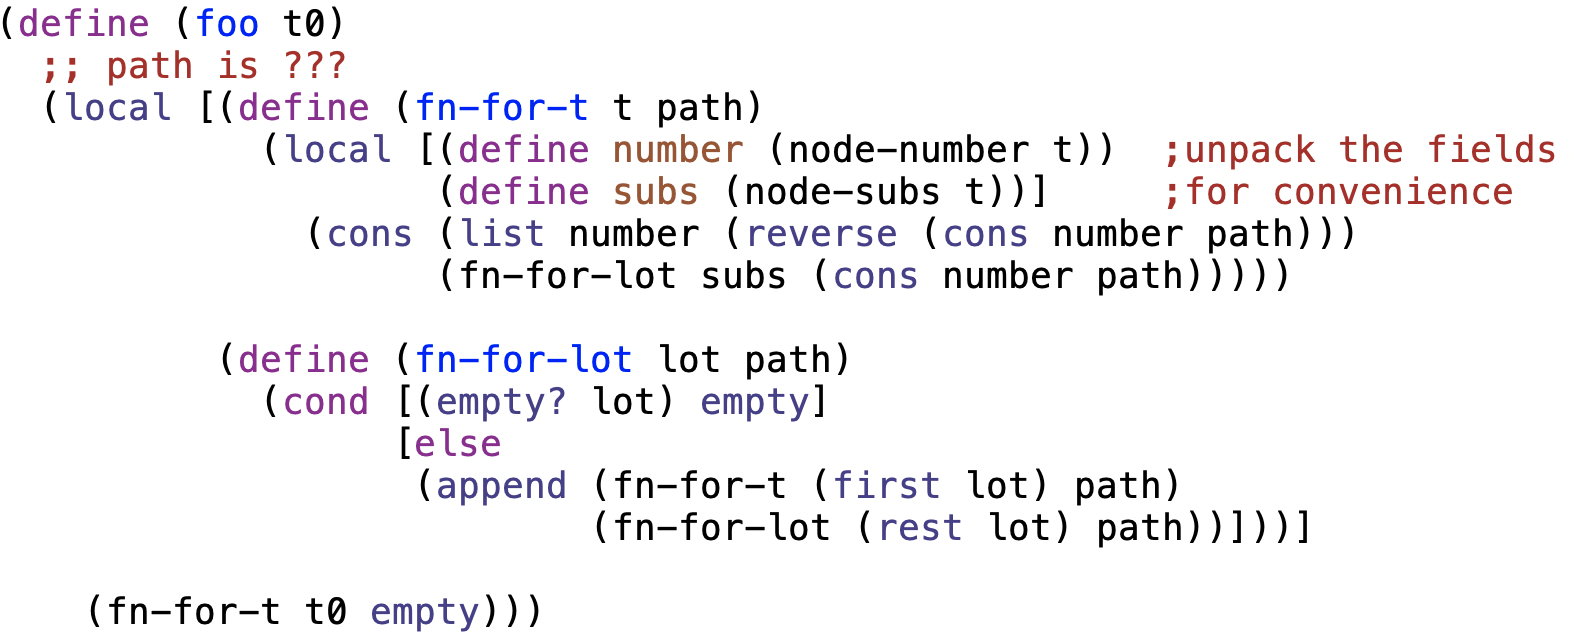 (define (foo t0)
  ;; path is ???
  (local [(define (fn-for-t t path)
            (local [(define number (node-number t))  ;unpack the fields
                    (define subs (node-subs t))]     ;for convenience
              (cons (list number (reverse (cons number path)))
                    (fn-for-lot subs (cons number path)))))
          (define (fn-for-lot lot path)
            (cond [(empty? lot) empty]
                  [else
                   (append (fn-for-t (first lot) path)
                           (fn-for-lot (rest lot) path))]))]
    (fn-for-t t0 empty)))